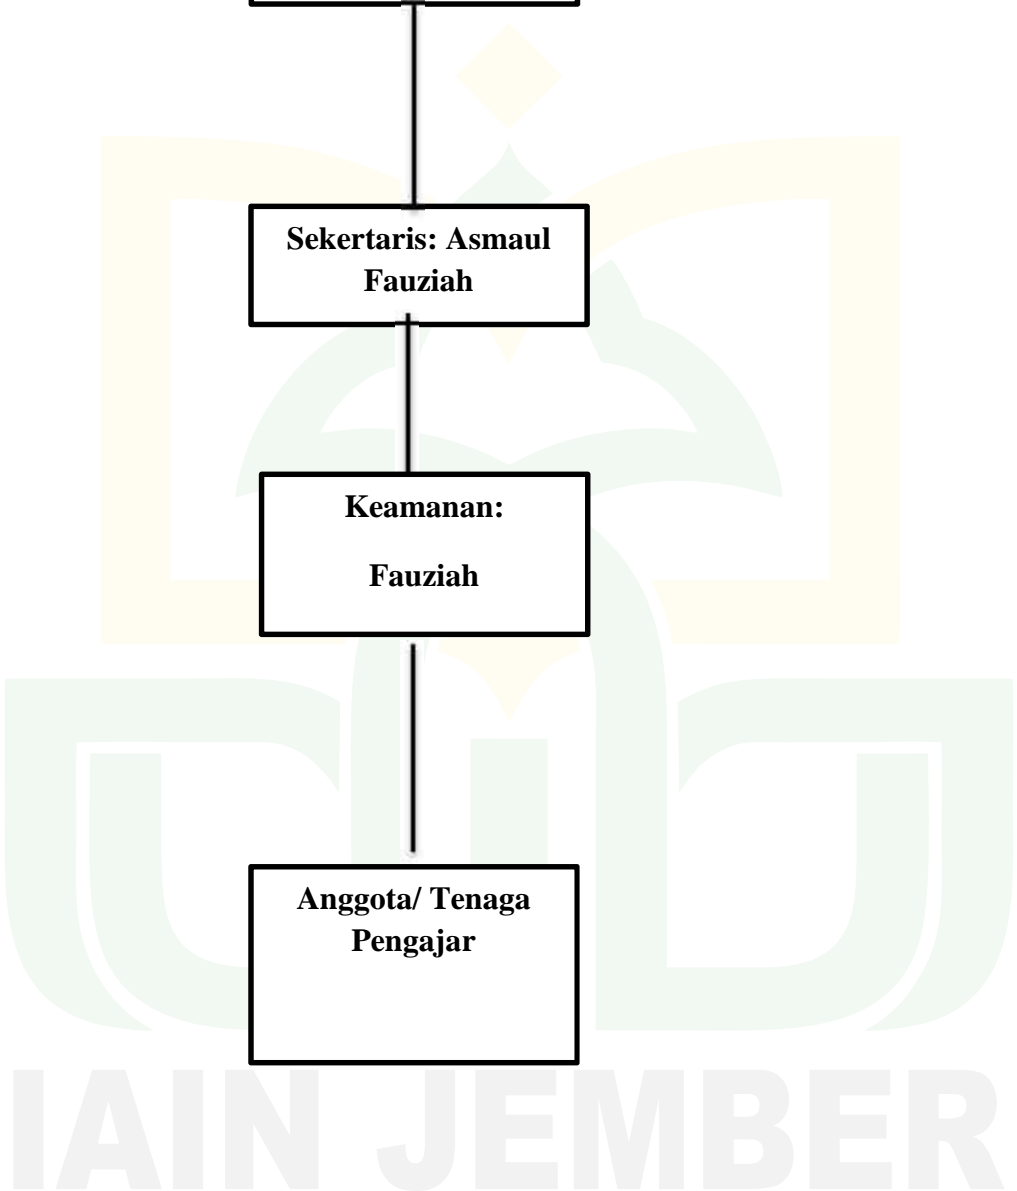 Sekertaris: Asmaul
Fauziah
Keamanan:
Fauziah
Anggota/ Tenaga
Pengajar
IAIN JEMBER